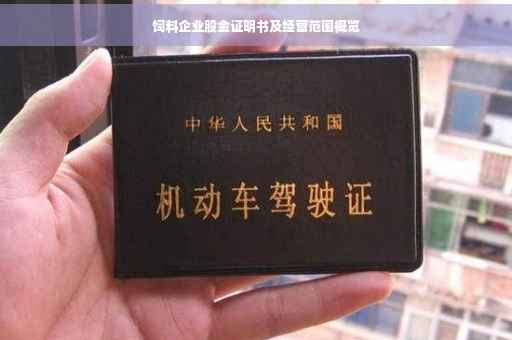 饲料企业股金证明书及经营范围概览
中华人民共和国
机动车驾驶证